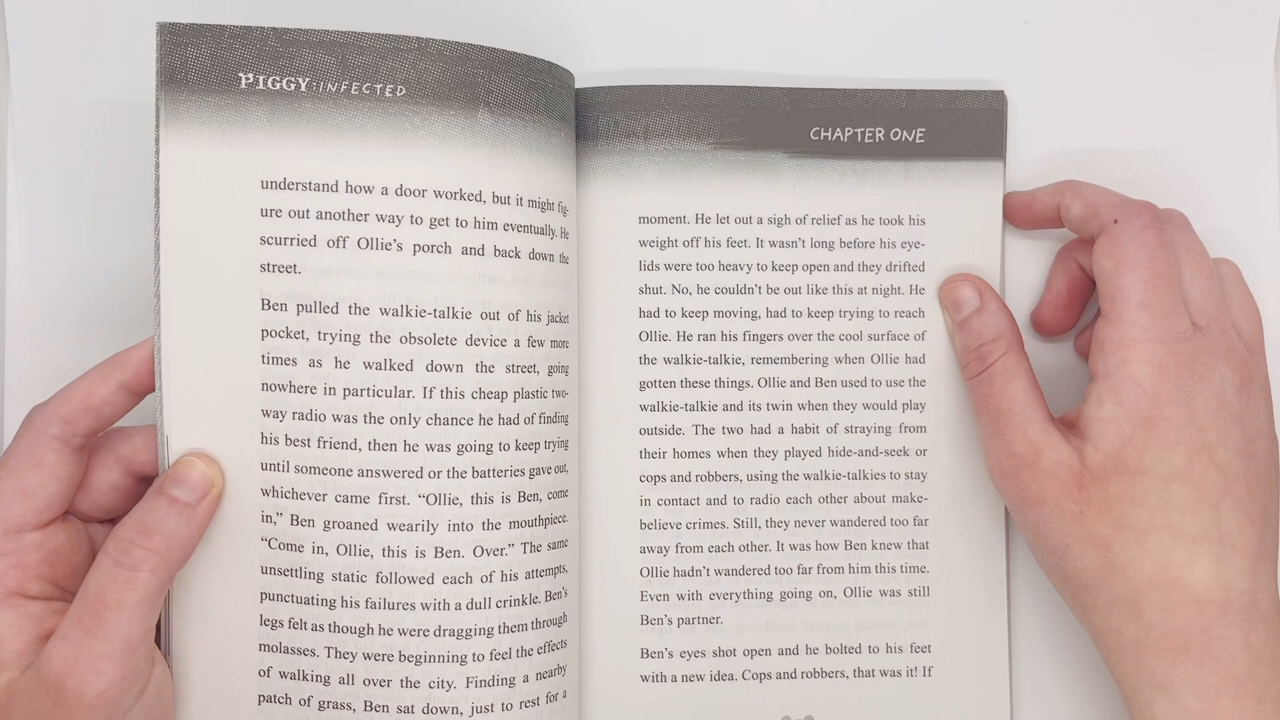 PIGGY:INFECTED
understand how a door worked, but it might fig-
ure out another way to get to him eventually. He
scurried off Ollie’s porch and back down the
street.
Ben pulled the walkie-talkie out of his jacket
pocket, trying the obsolete device a few more
times as he walked down the street, going
nowhere in particular. If this cheap plastic two-
way radio was the only chance he had of finding
his best friend, then he was going to keep trying
until someone answered or the batteries gave out,
whichever came first. “Ollie, this is Ben, come
in,” Ben groaned wearily into the mouthpiece.
“Come in, Ollie, this is Ben. Over.” The same
unsettling static followed each of his attempts,
punctuating his failures with a dull crinkle. Ben’s
legs felt as though he were dragging them through
molasses. They were beginning to feel the effects
of walking all over the city. Finding a nearby
patch of grass, Ben sat down, just to rest for a
CHAPTER ONE
moment. He let out a sigh of relief as he took his
weight off his feet. It wasn’t long before his eye-
lids were too heavy to keep open and they drifted
shut. No, he couldn’t be out like this at night. He
had to keep moving, had to keep trying to reach
Ollie. He ran his fingers over the cool surface of
the walkie-talkie, remembering when Ollie had
gotten these things. Ollie and Ben used to use the
walkie-talkie and its twin when they would play
outside. The two had a habit of straying from
their homes when they played hide-and-seek or
cops and robbers, using the walkie-talkies to stay
in contact and to radio each other about make-
believe crimes. Still, they never wandered too far
away from each other. It was how Ben knew that
Ollie hadn’t wandered too far from him this time.
Even with everything going on, Ollie was still
Ben’s partner.
Ben’s eyes shot open and he bolted to his feet
with a new idea. Cops and robbers, that was it! If